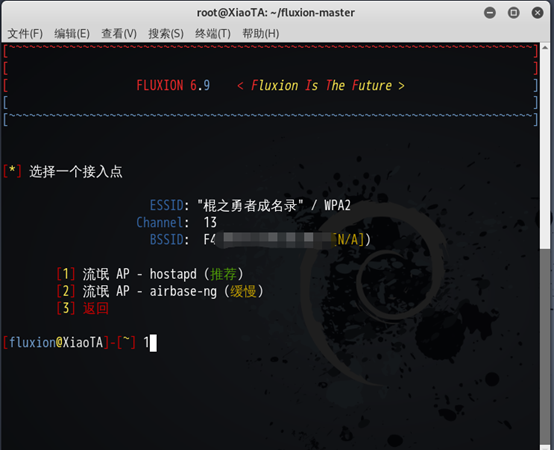 root@XiaoTA: ~/fluxion-master
文件(F) 编辑(E) 查看(V) 搜索(S) 终端(T) 帮助(H)
[~~~~~~~~~~~~~~~~~~~~~~~~~~~~~~~~~~~~~~~~~~~~~~~~~~~~~~~~~~~~~~~~~~~~~~~~~~~~~~]
[ ]
[ FLUXION 6.9 < Fluxion Is The Future > ]
[ ]
[~~~~~~~~~~~~~~~~~~~~~~~~~~~~~~~~~~~~~~~~~~~~~~~~~~~~~~~~~~~~~~~~~~~~~~~~~~~~~~]
[*] 选择一个接入点
ESSID: "棍之勇者成名录" / WPA2
Channel: 13
BSSID: F4 [N/A])
[1] 流氓 AP - hostapd (推荐)
[2] 流氓 AP - airbase-ng (缓慢)
[3] 返回
[fluxion@XiaoTA]-[~] 1